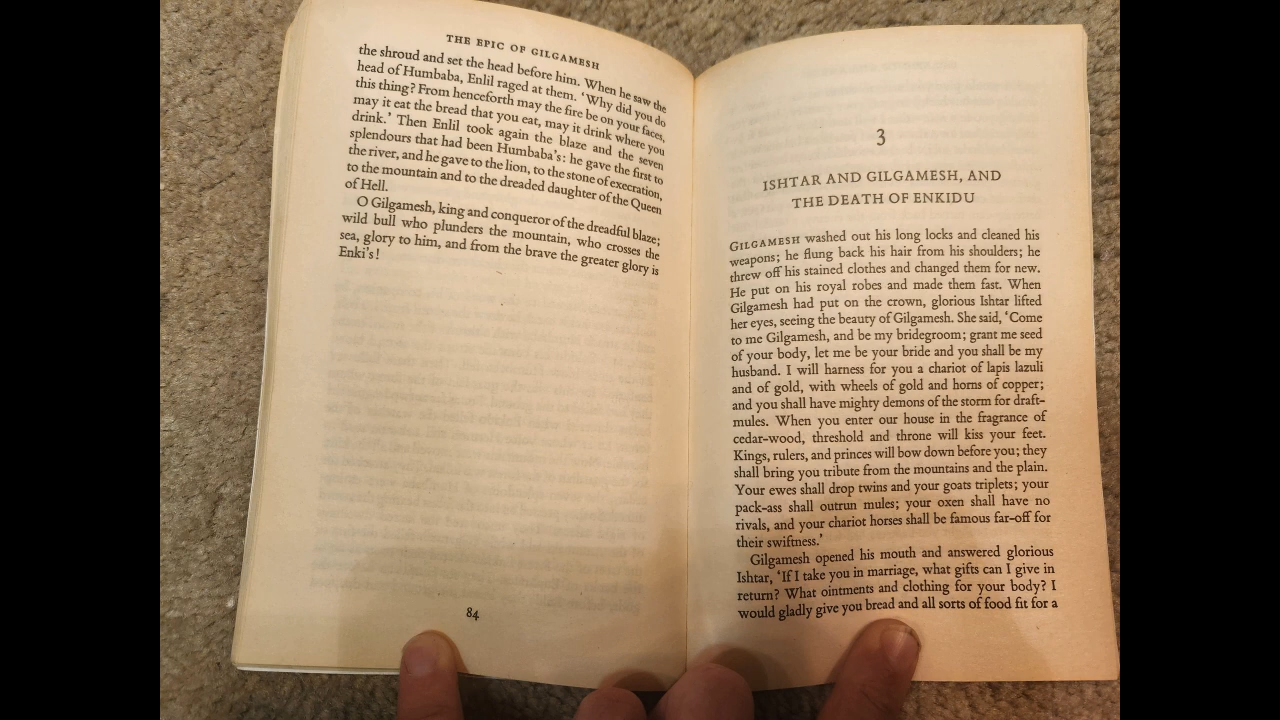 THE EPIC OF GILGAMESH
the shroud and set the head before him. When he saw the
head of Humbaba, Enlil raged at them. ‘Why did you do
this thing? From henceforth may the fire be on your faces,
may it eat the bread that you eat, may it drink where you
drink.’ Then Enlil took again the blaze and the seven
splendours that had been Humbaba’s: he gave the first to
the river, and he gave to the lion, to the stone of execration,
to the mountain and to the dreaded daughter of the Queen
of Hell.
O Gilgamesh, king and conqueror of the dreadful blaze;
wild bull who plunders the mountain, who crosses the
sea, glory to him, and from the brave the greater glory is
Enki’s!
84
3
ISHTAR AND GILGAMESH, AND
THE DEATH OF ENKIDU
GILGAMESH washed out his long locks and cleaned his
weapons; he flung back his hair from his shoulders; he
threw off his stained clothes and changed them for new.
He put on his royal robes and made them fast. When
Gilgamesh had put on the crown, glorious Ishtar lifted
her eyes, seeing the beauty of Gilgamesh. She said, ‘Come
to me Gilgamesh, and be my bridegroom; grant me seed
of your body, let me be your bride and you shall be my
husband. I will harness for you a chariot of lapis lazuli
and of gold, with wheels of gold and horns of copper;
and you shall have mighty demons of the storm for draft-
mules. When you enter our house in the fragrance of
cedar-wood, threshold and throne will kiss your feet.
Kings, rulers, and princes will bow down before you; they
shall bring you tribute from the mountains and the plain.
Your ewes shall drop twins and your goats triplets; your
pack-ass shall outrun mules; your oxen shall have no
rivals, and your chariot horses shall be famous far-off for
their swiftness.’
Gilgamesh opened his mouth and answered glorious
Ishtar, ‘If I take you in marriage, what gifts can I give in
return? What ointments and clothing for your body? I
would gladly give you bread and all sorts of food fit for a